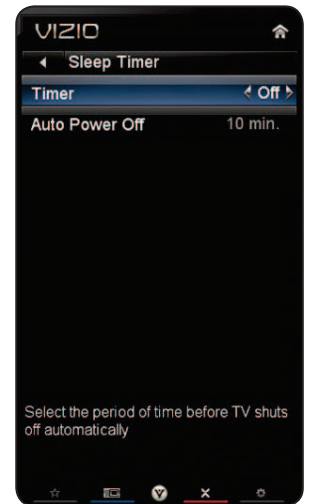 VIZIO
Sleep Timer
Timer Off
Auto Power Off 10 min.
Select the period of time before TV shuts
off automatically